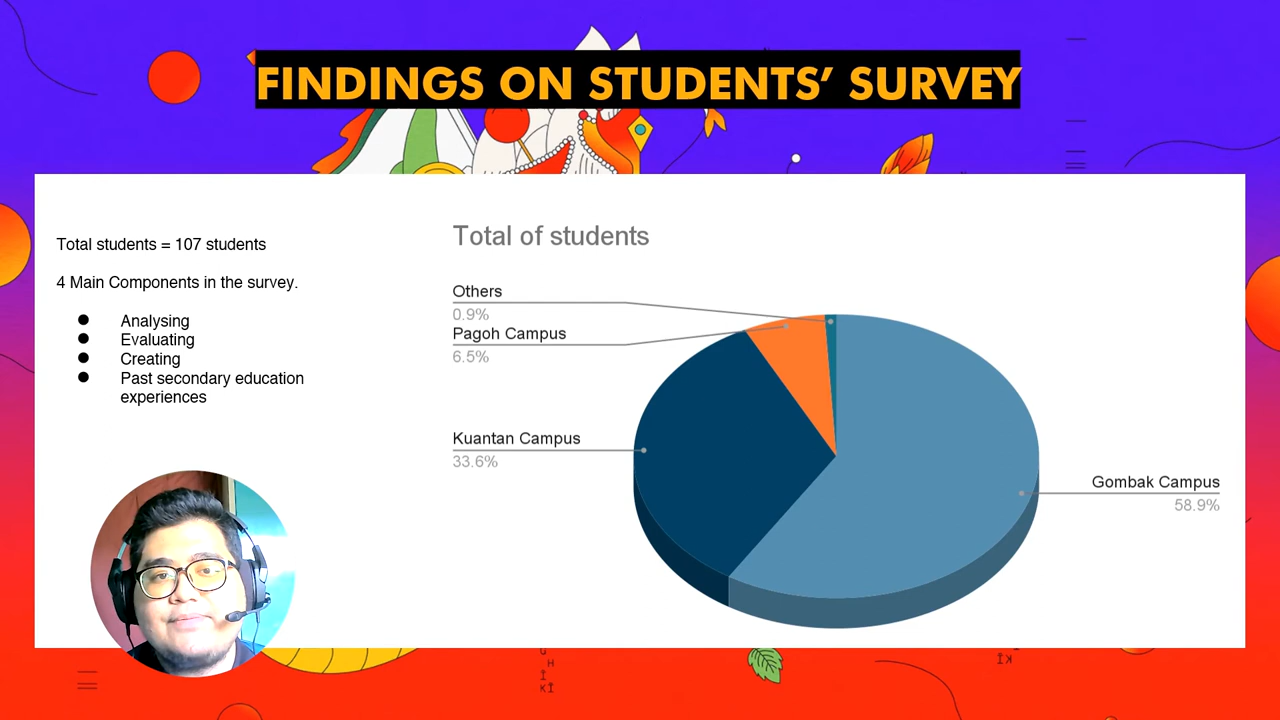 FINDINGS ON STUDENTS’ SURVEY
Total students = 107 students
4 Main Components in the survey.
● Analysing
● Evaluating
● Creating
● Past secondary education
experiences
Total of students
Others
0.9%
Pagoh Campus
6.5%
Kuantan Campus
33.6%
Gombak Campus
58.9%
H
Ï
KÏ